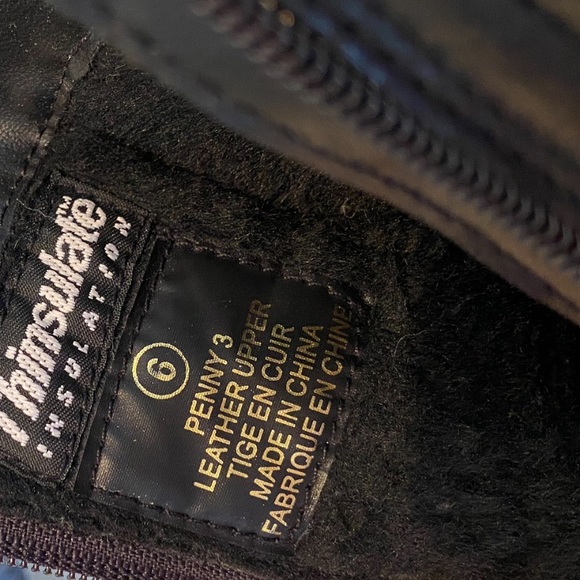 Thinsulate™
INSULATION
6
PENNY 3
LEATHER UPPER
TIGE EN CUIR
MADE IN CHINA
FABRIQUE EN CHINE